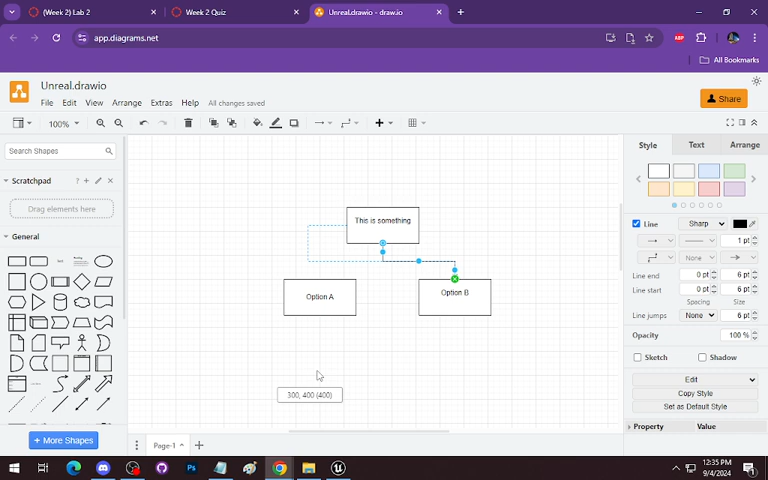 (Week 2) Lab 2
Week 2 Quiz
Unreal.drawio - draw.io
app.diagrams.net
ABP
All Bookmarks
Unreal.drawio
File Edit View Arrange Extras Help All changes saved
Share
100%
Search Shapes
Style Text Arrange
Scratchpad
Drag elements here
General
This is something
Line Sharp 1 pt
None
Option A
Option B
Line end 0 pt 6 pt
Line start 0 pt 6 pt
Spacing Size
Line jumps None 6 pt
Opacity 100 %
Sketch Shadow
300, 400 (400)
Edit
Copy Style
Set as Default Style
Property Value
+ More Shapes
Page-1
12:35 PM
9/4/2024